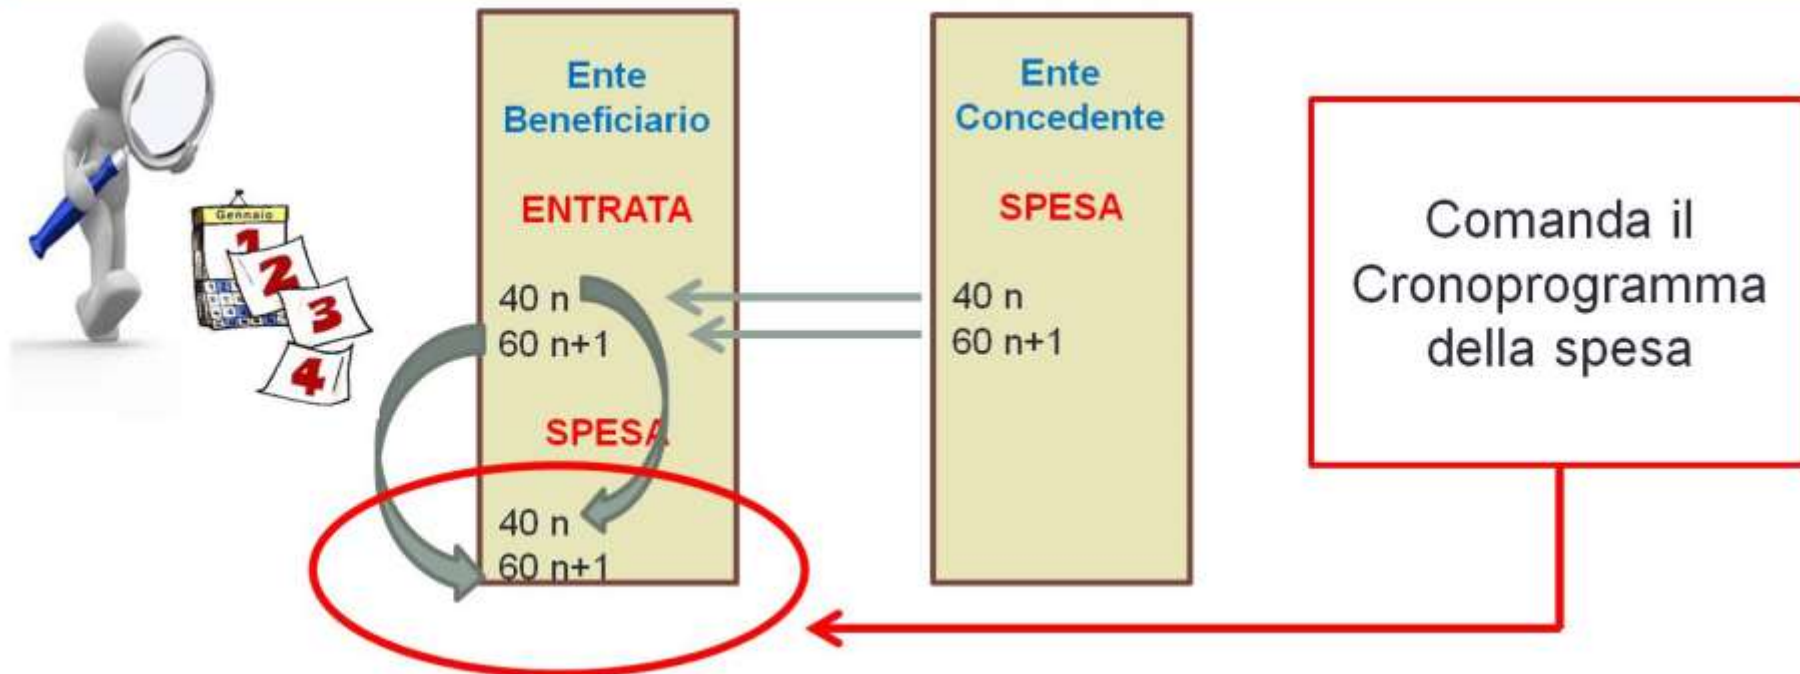 Gennaio
1
2
3
4
Ente
Beneficiario
ENTRATA
40 n
60 n+1
SPESA
40 n
60 n+1
Ente
Concedente
SPESA
40 n
60 n+1
Comanda il
Cronoprogramma
della spesa